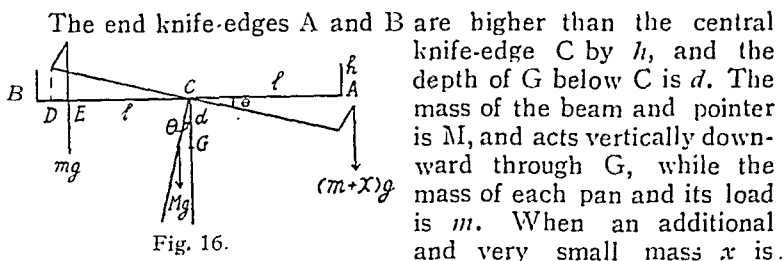 The end knife-edges A and B are higher than the central
knife-edge C by h, and the
depth of G below C is d. The
mass of the beam and pointer
is M, and acts vertically down-
ward through G, while the
mass of each pan and its load
is m. When an additional
and very small mass x is
B
D
E
l
C
l
h
A
θ
θ
d
G
mg
Mg
(m+x)g
Fig. 16.